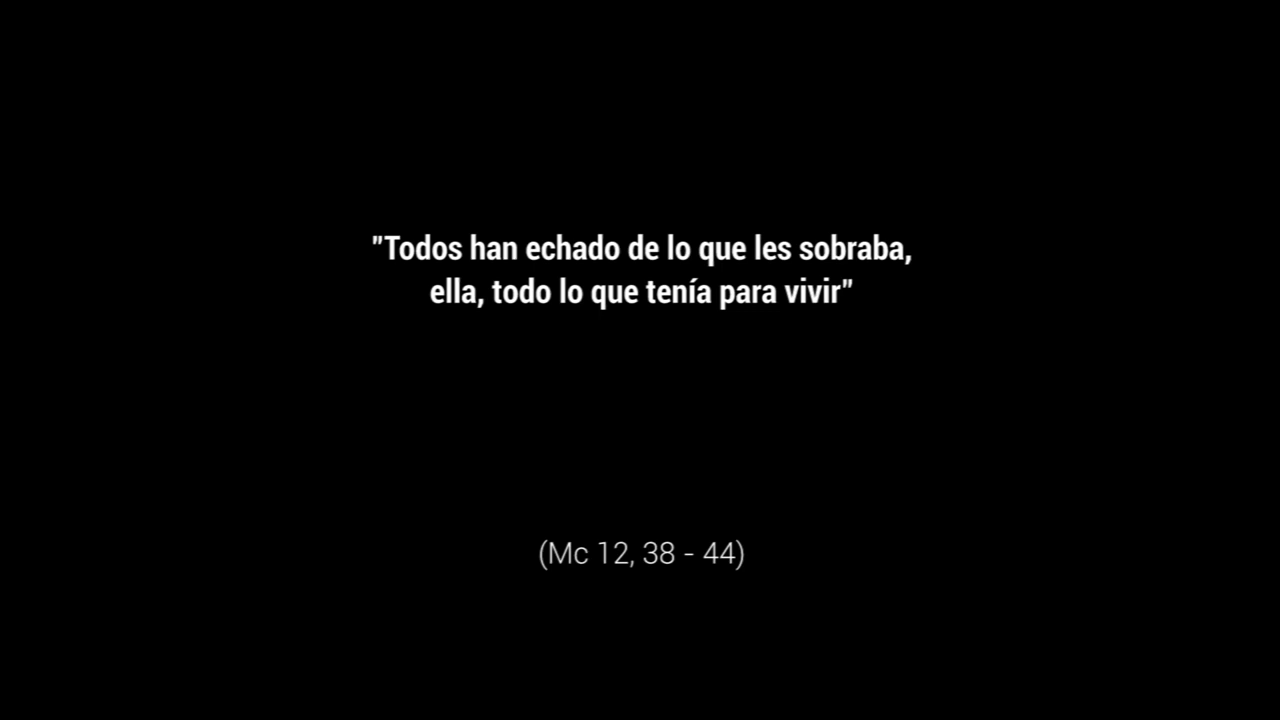 "Todos han echado de lo que les sobraba,
ella, todo lo que tenía para vivir"
(Mc 12, 38 - 44)